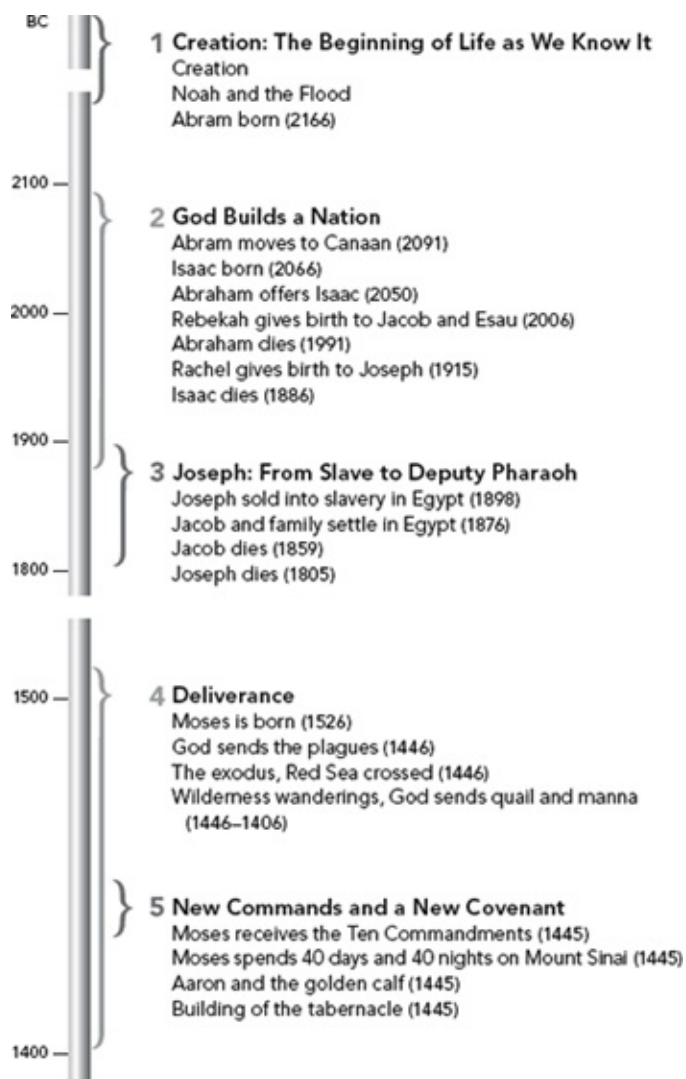 BC
1 Creation: The Beginning of Life as We Know It
Creation
Noah and the Flood
Abram born (2166)
2100
2 God Builds a Nation
Abram moves to Canaan (2091)
Isaac born (2066)
Abraham offers Isaac (2050)
2000
Rebekah gives birth to Jacob and Esau (2006)
Abraham dies (1991)
Rachel gives birth to Joseph (1915)
Isaac dies (1886)
1900
3 Joseph: From Slave to Deputy Pharaoh
Joseph sold into slavery in Egypt (1898)
Jacob and family settle in Egypt (1876)
Jacob dies (1859)
1800
Joseph dies (1805)
1500
4 Deliverance
Moses is born (1526)
God sends the plagues (1446)
The exodus, Red Sea crossed (1446)
Wilderness wanderings, God sends quail and manna
(1446–1406)
5 New Commands and a New Covenant
Moses receives the Ten Commandments (1445)
Moses spends 40 days and 40 nights on Mount Sinai (1445)
Aaron and the golden calf (1445)
Building of the tabernacle (1445)
1400